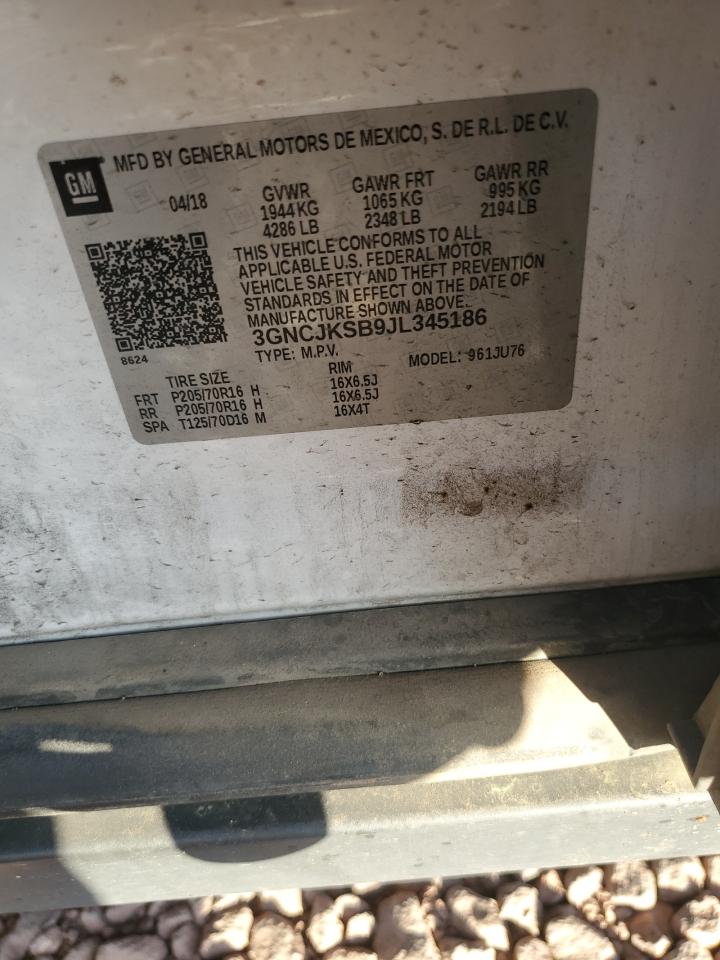 MFD BY GENERAL MOTORS DE MEXICO, S. DE R.L. DE C.V.
GM
04/18 GVWR GAWR FRT GAWR RR
1944 KG 1065 KG 995 KG
4286 LB 2348 LB 2194 LB
THIS VEHICLE CONFORMS TO ALL
APPLICABLE U.S. FEDERAL MOTOR
VEHICLE SAFETY AND THEFT PREVENTION
STANDARDS IN EFFECT ON THE DATE OF
MANUFACTURE SHOWN ABOVE.
3GNCJKSB9JL345186
8624
TYPE: M.P.V. MODEL: 961JU76
TIRE SIZE RIM
FRT P205/70R16 H 16X6.5J
RR P205/70R16 H 16X6.5J
SPA T125/70D16 M 16X4T